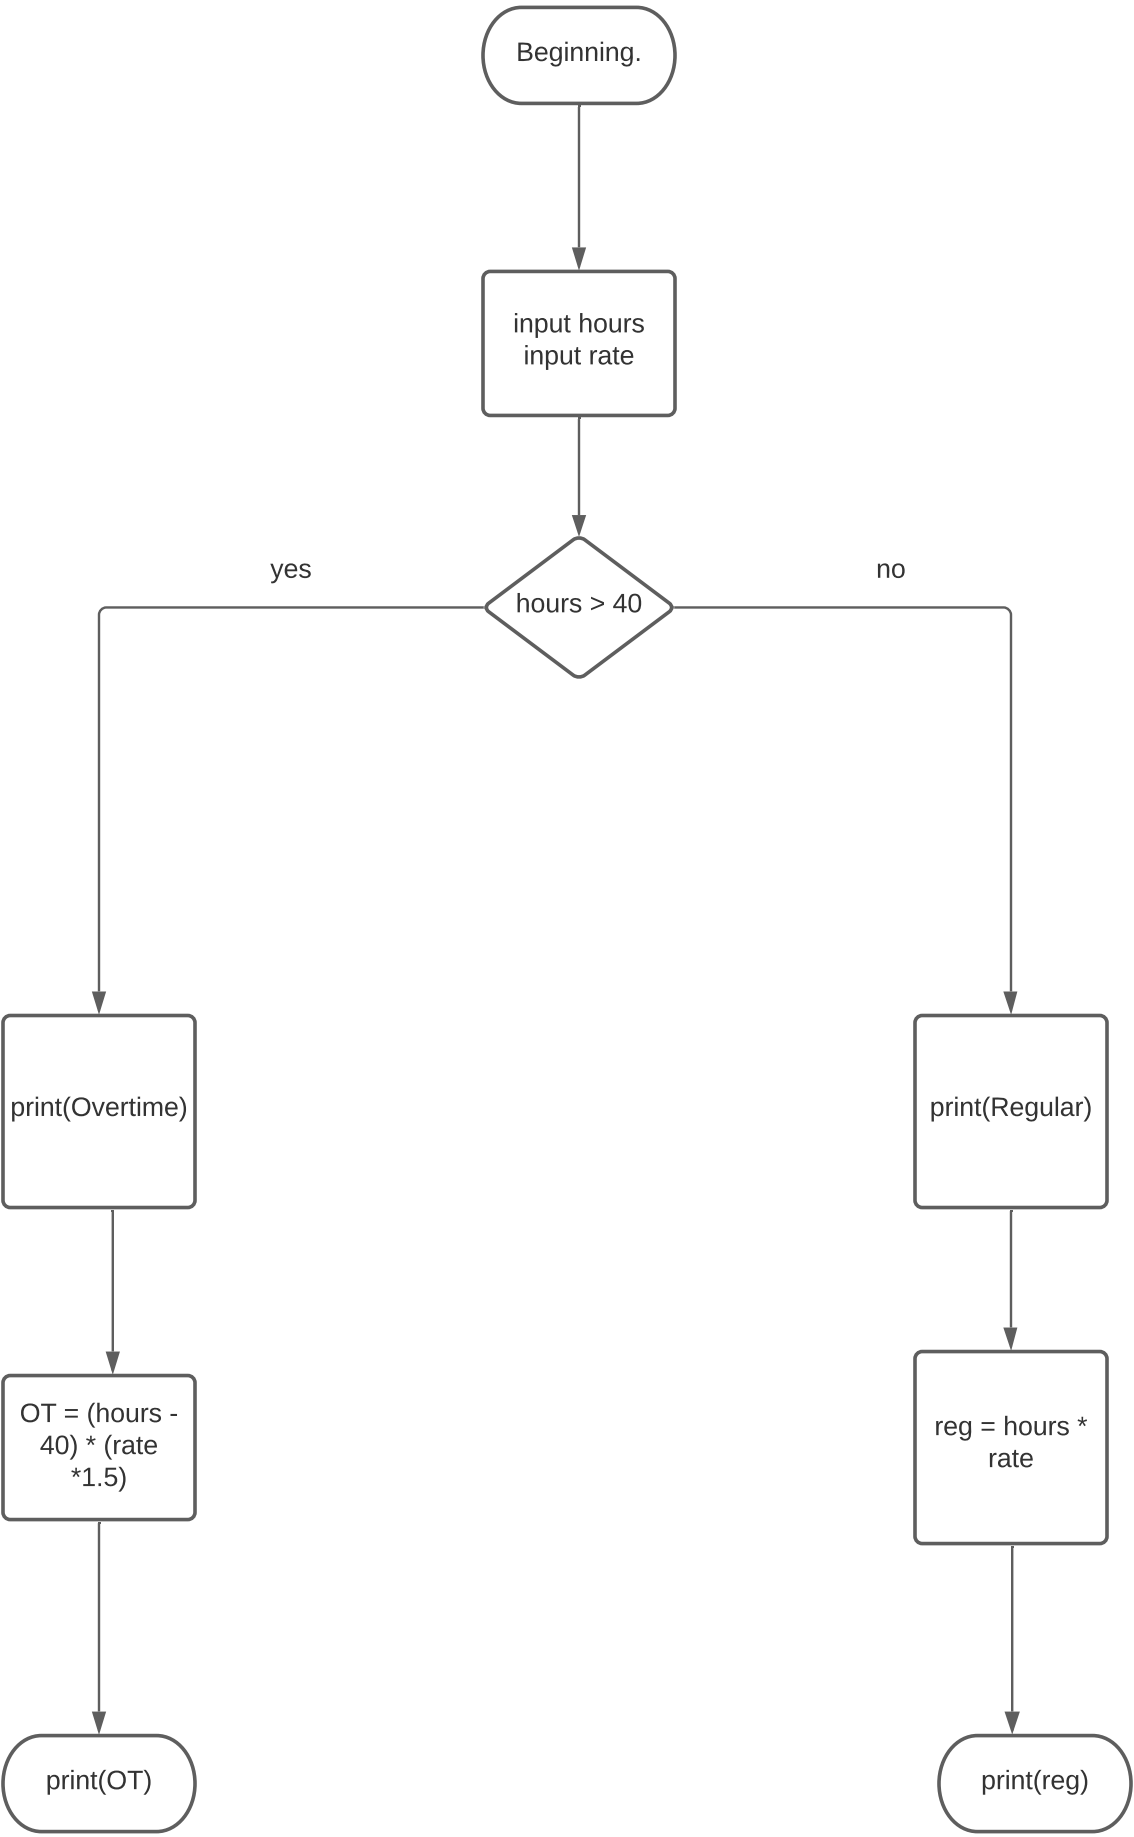 Beginning.
input hours
input rate
yes
no
hours > 40
print(Overtime)
print(Regular)
OT = (hours -
40) * (rate
*1.5)
reg = hours *
rate
print(OT)
print(reg)